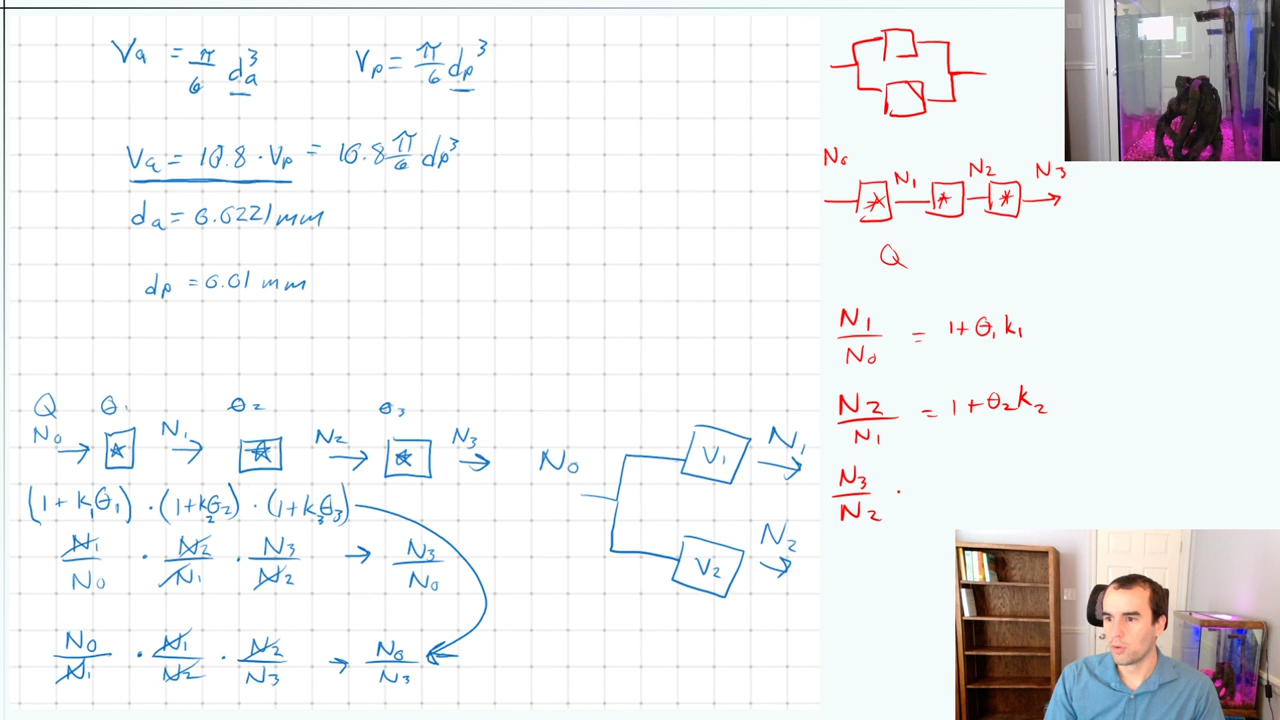 Va = π/6 da³
Vp = π/6 dp³
Va = 10.8 · Vp = 10.8 π/6 dp³
da = 0.0221 mm
dp = 0.01 mm
Q θ1 θ2 θ3
N0 → * N1 → * N2 → * N3 →
(1 + k1θ1) · (1 + k2θ2) · (1 + k3θ3)
N1/N0 · N2/N1 · N3/N2 → N3/N0
N0/N1 · N1/N2 · N2/N3 → N0/N3
N0 V1 N1
V2 N2
N0 N1 N2 N3
* * *
Q
N1/N0 = 1 + θ1k1
N2/N1 = 1 + θ2k2
N3/N2